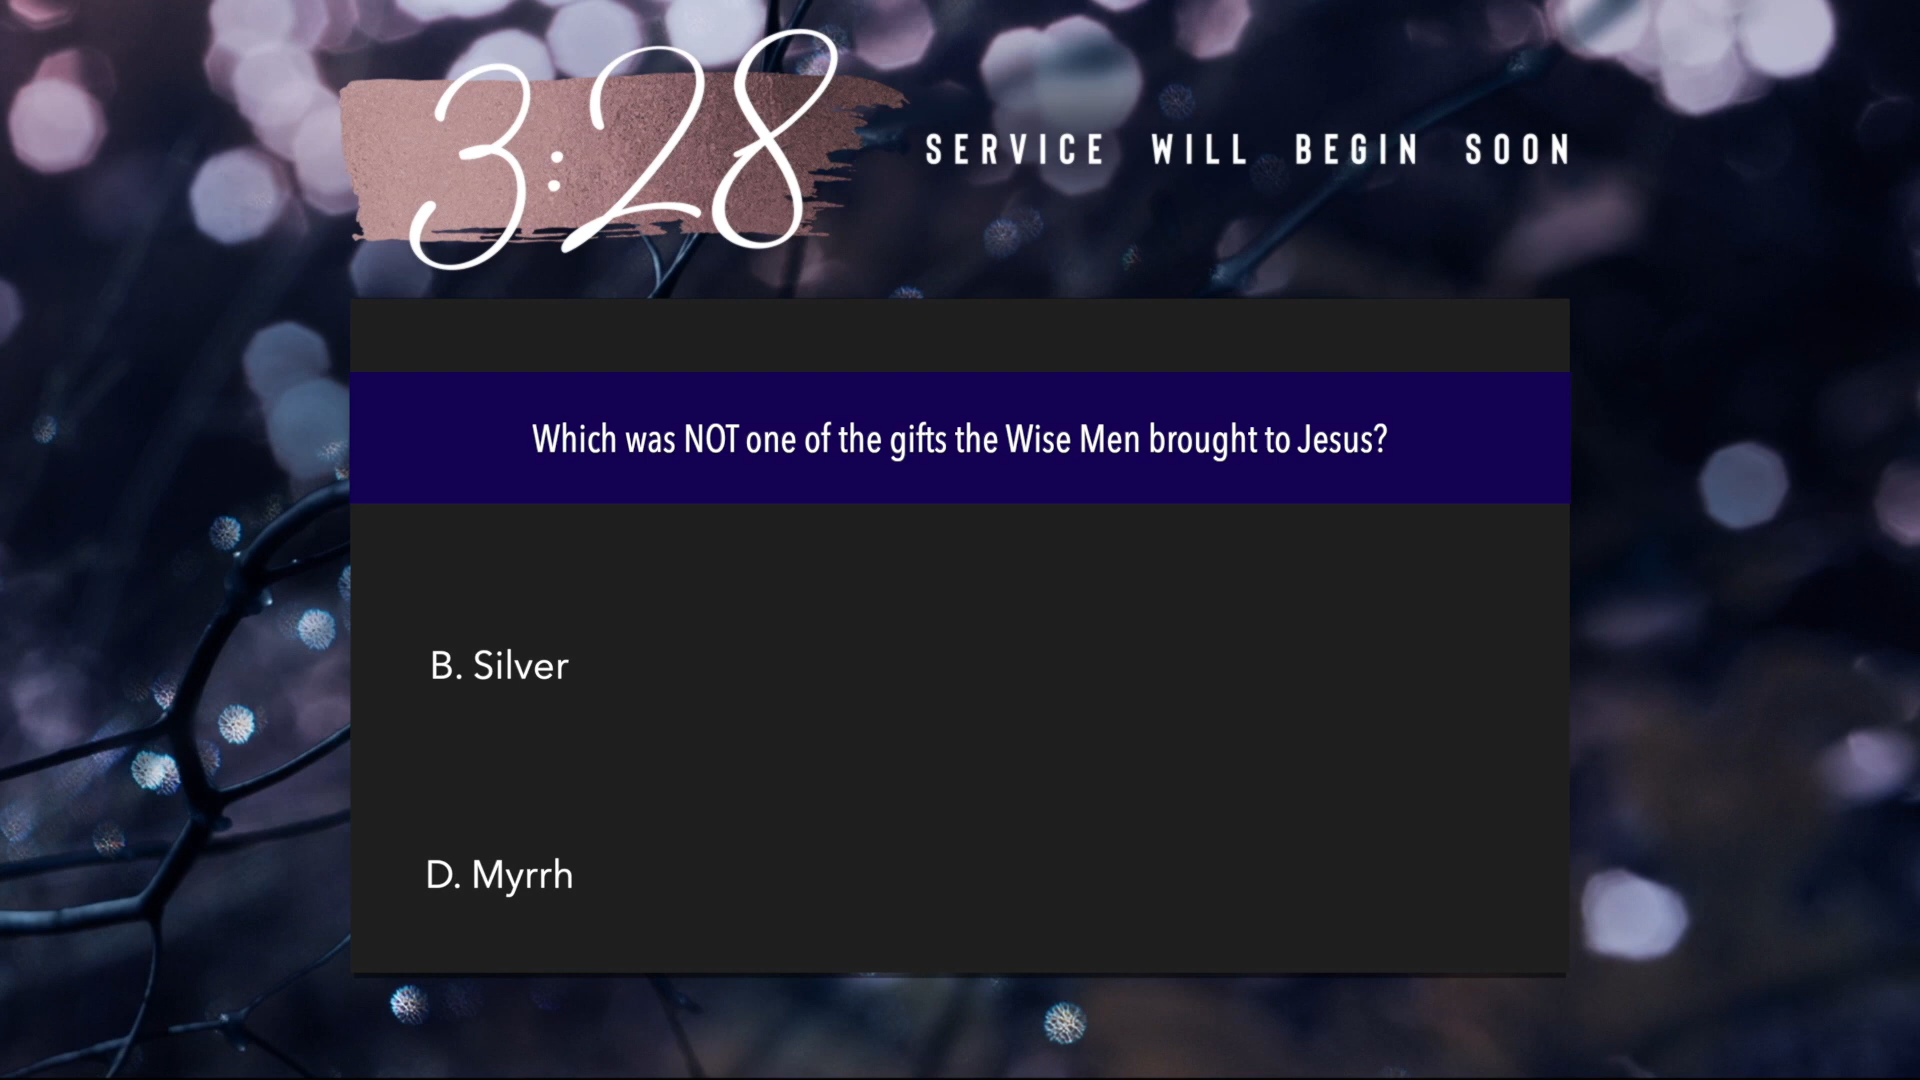 3:28
SERVICE WILL BEGIN SOON
Which was NOT one of the gifts the Wise Men brought to Jesus?
B. Silver
D. Myrrh